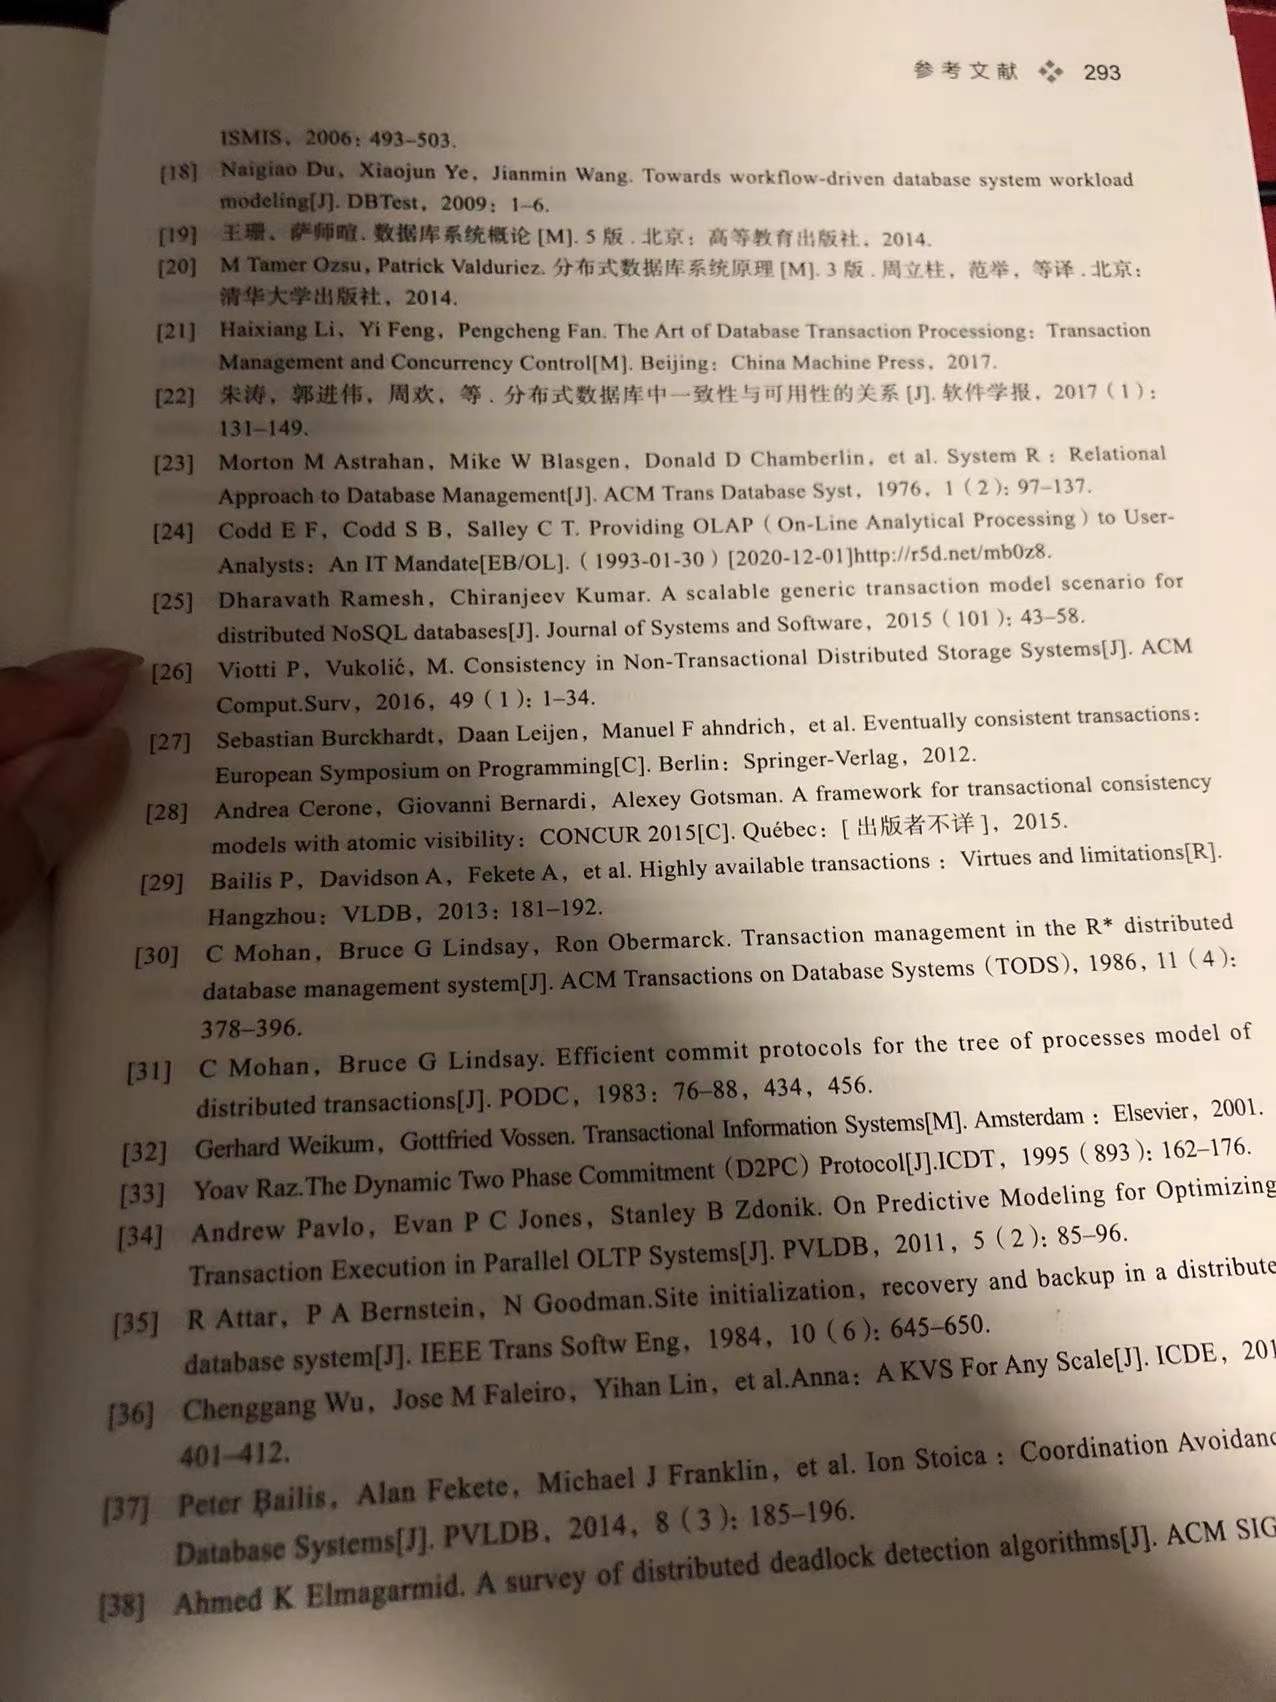 参考文献 293
ISMIS, 2006: 493–503.
[18] Naigiao Du, Xiaojun Ye, Jianmin Wang. Towards workflow-driven database system workload
modeling[J]. DBTest, 2009: 1–6.
[19] 王珊、萨师暄. 数据库系统概论[M]. 5版. 北京: 高等教育出版社, 2014.
[20] M Tamer Ozsu, Patrick Valduriez. 分布式数据库系统原理[M]. 3版. 周立柱, 范举, 等译. 北京:
清华大学出版社, 2014.
[21] Haixiang Li, Yi Feng, Pengcheng Fan. The Art of Database Transaction Processiong: Transaction
Management and Concurrency Control[M]. Beijing: China Machine Press, 2017.
[22] 朱涛, 郭进伟, 周欢, 等. 分布式数据库中一致性与可用性的关系[J]. 软件学报, 2017(1):
131–149.
[23] Morton M Astrahan, Mike W Blasgen, Donald D Chamberlin, et al. System R: Relational
Approach to Database Management[J]. ACM Trans Database Syst, 1976, 1(2): 97–137.
[24] Codd E F, Codd S B, Salley C T. Providing OLAP (On-Line Analytical Processing) to User-
Analysts: An IT Mandate[EB/OL]. (1993-01-30) [2020-12-01]http://r5d.net/mb0z8.
[25] Dharavath Ramesh, Chiranjeev Kumar. A scalable generic transaction model scenario for
distributed NoSQL databases[J]. Journal of Systems and Software, 2015(101): 43–58.
[26] Viotti P, Vukolić, M. Consistency in Non-Transactional Distributed Storage Systems[J]. ACM
Comput.Surv, 2016, 49(1): 1–34.
[27] Sebastian Burckhardt, Daan Leijen, Manuel F ahndrich, et al. Eventually consistent transactions:
European Symposium on Programming[C]. Berlin: Springer-Verlag, 2012.
[28] Andrea Cerone, Giovanni Bernardi, Alexey Gotsman. A framework for transactional consistency
models with atomic visibility: CONCUR 2015[C]. Québec: [出版者不详], 2015.
[29] Bailis P, Davidson A, Fekete A, et al. Highly available transactions: Virtues and limitations[R].
Hangzhou: VLDB, 2013: 181–192.
[30] C Mohan, Bruce G Lindsay, Ron Obermarck. Transaction management in the R* distributed
database management system[J]. ACM Transactions on Database Systems (TODS), 1986, 11(4):
378–396.
[31] C Mohan, Bruce G Lindsay. Efficient commit protocols for the tree of processes model of
distributed transactions[J]. PODC, 1983: 76–88, 434, 456.
[32] Gerhard Weikum, Gottfried Vossen. Transactional Information Systems[M]. Amsterdam: Elsevier, 2001.
[33] Yoav Raz.The Dynamic Two Phase Commitment (D2PC) Protocol[J].ICDT, 1995(893): 162–176.
[34] Andrew Pavlo, Evan P C Jones, Stanley B Zdonik. On Predictive Modeling for Optimizing
Transaction Execution in Parallel OLTP Systems[J]. PVLDB, 2011, 5(2): 85–96.
[35] R Attar, P A Bernstein, N Goodman.Site initialization, recovery and backup in a distribute
database system[J]. IEEE Trans Softw Eng, 1984, 10(6): 645–650.
[36] Chenggang Wu, Jose M Faleiro, Yihan Lin, et al.Anna: A KVS For Any Scale[J]. ICDE, 201
401–412.
[37] Peter Bailis, Alan Fekete, Michael J Franklin, et al. Ion Stoica: Coordination Avoidanc
Database Systems[J]. PVLDB, 2014, 8(3): 185–196.
[38] Ahmed K Elmagarmid. A survey of distributed deadlock detection algorithms[J]. ACM SIG